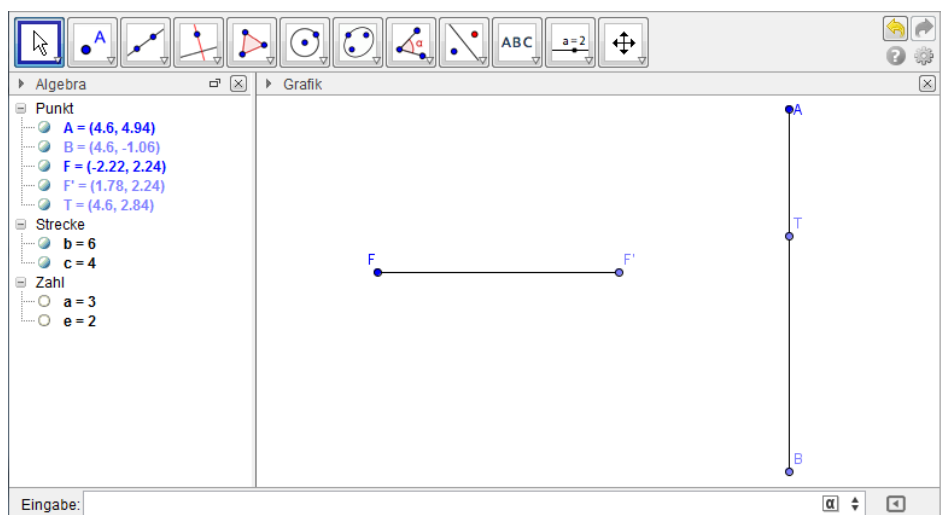 A
α
ABC
a=2
Algebra
Grafik
Punkt
A = (4.6, 4.94)
B = (4.6, -1.06)
F = (-2.22, 2.24)
F' = (1.78, 2.24)
T = (4.6, 2.84)
Strecke
b = 6
c = 4
Zahl
a = 3
e = 2
A
T
F
F'
B
Eingabe:
α